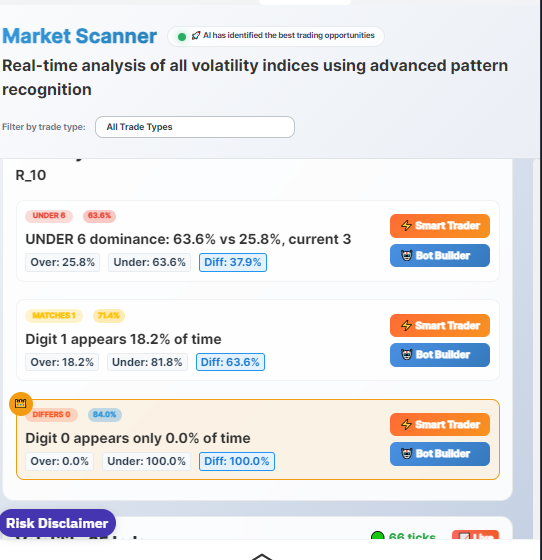 Market Scanner
AI has identified the best trading opportunities
Real-time analysis of all volatility indices using advanced pattern
recognition
Filter by trade type:
All Trade Types
R_10
UNDER 6 63.6%
UNDER 6 dominance: 63.6% vs 25.8%, current 3
Over: 25.8% Under: 63.6% Diff: 37.9%
Smart Trader
Bot Builder
MATCHES 1 71.4%
Digit 1 appears 18.2% of time
Over: 18.2% Under: 81.8% Diff: 63.6%
Smart Trader
Bot Builder
DIFFERS 0 84.0%
Digit 0 appears only 0.0% of time
Over: 0.0% Under: 100.0% Diff: 100.0%
Smart Trader
Bot Builder
Risk Disclaimer
66 ticks
Live